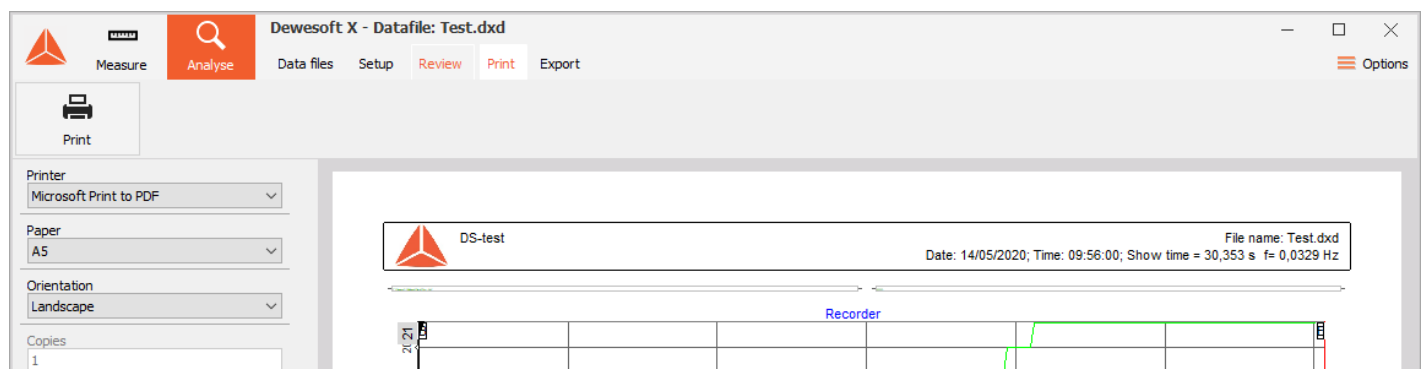 Dewesoft X - Datafile: Test.dxd
Measure
Analyse
Data files Setup Review Print Export
Options
Print
Printer
Microsoft Print to PDF
Paper
A5
Orientation
Landscape
Copies
1
DS-test
File name: Test.dxd
Date: 14/05/2020; Time: 09:56:00; Show time = 30,353 s f= 0,0329 Hz
Recorder
21